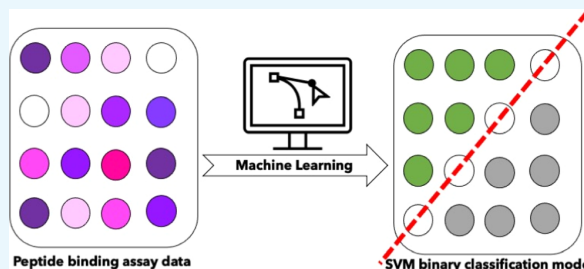 Machine Learning
Peptide binding assay data
SVM binary classification mode